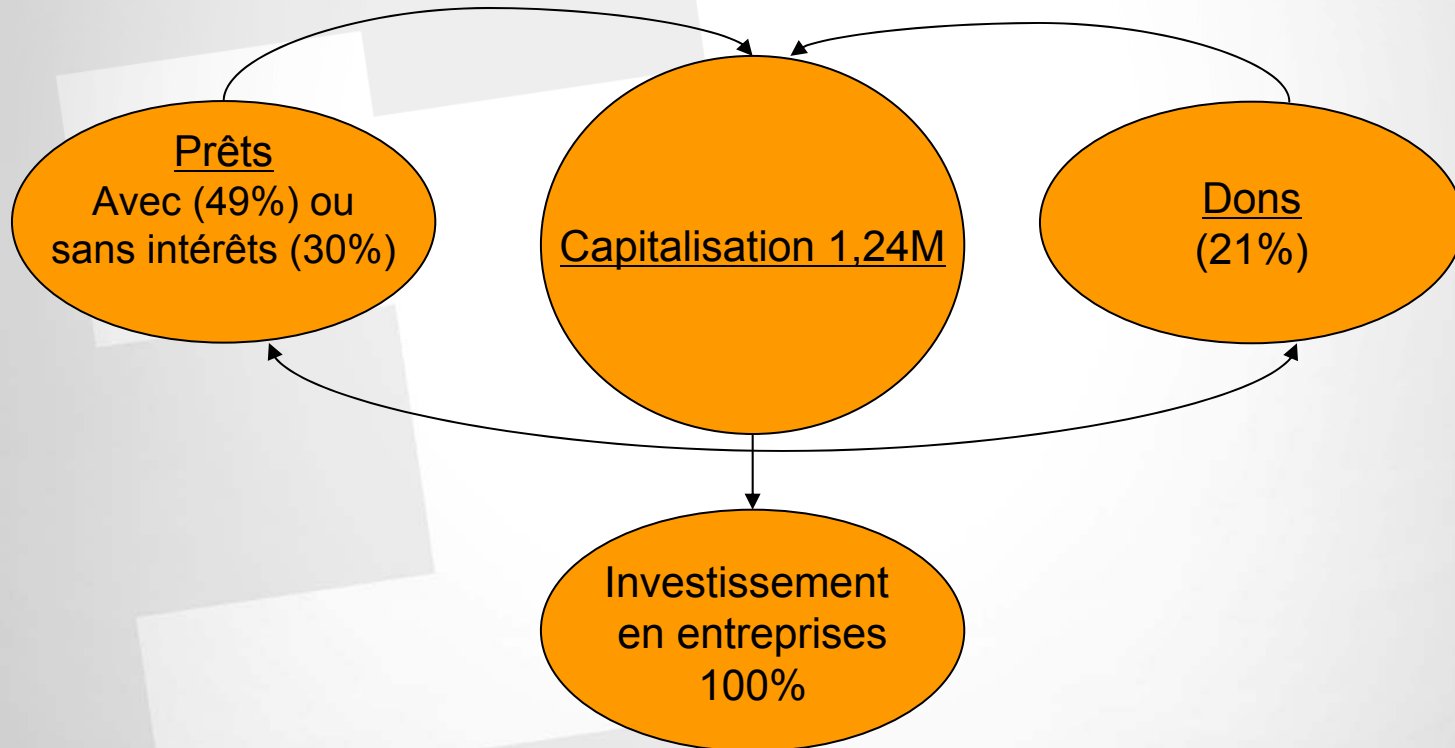 Prêts
Avec (49%) ou
sans intérêts (30%)
Capitalisation 1,24M
Dons
(21%)
Investissement
en entreprises
100%